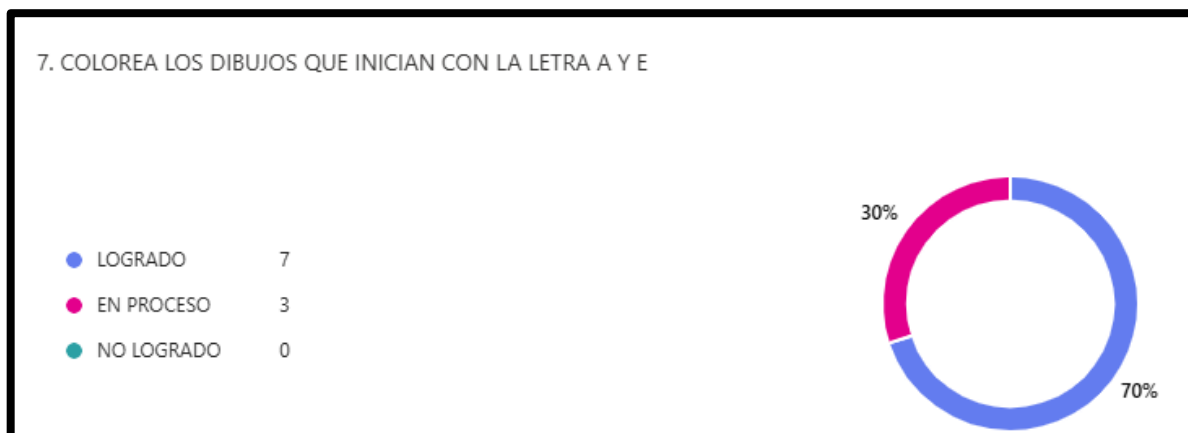 7. COLOREA LOS DIBUJOS QUE INICIAN CON LA LETRA A Y E
LOGRADO 7
EN PROCESO 3
NO LOGRADO 0
30%
70%